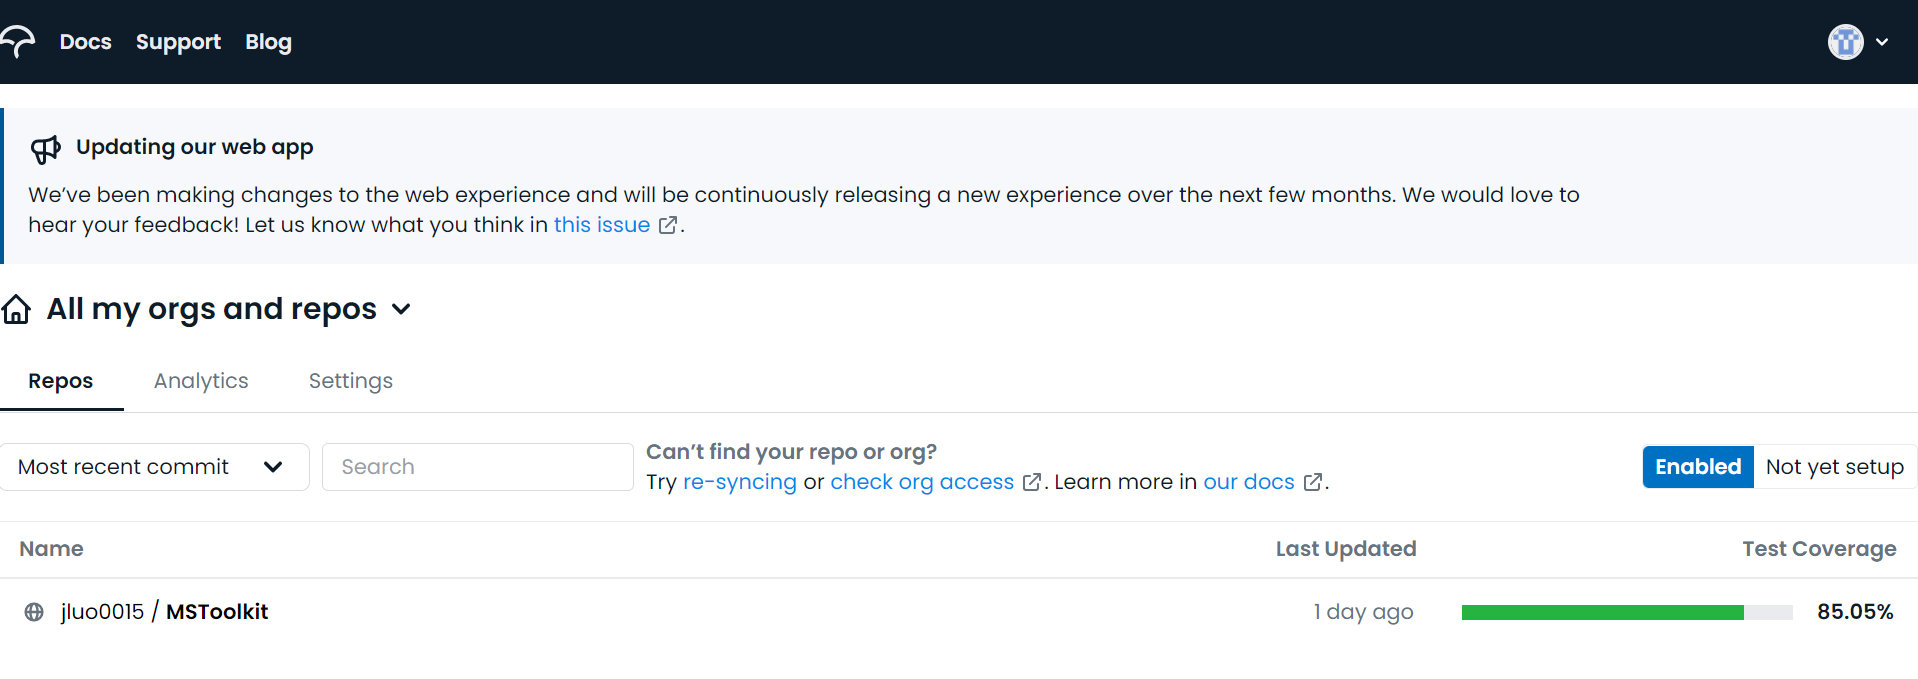 Docs Support Blog
Updating our web app
We’ve been making changes to the web experience and will be continuously releasing a new experience over the next few months. We would love to
hear your feedback! Let us know what you think in this issue.
All my orgs and repos
Repos Analytics Settings
Most recent commit Search
Can’t find your repo or org?
Try re-syncing or check org access. Learn more in our docs.
Enabled Not yet setup
Name Last Updated Test Coverage
jluo0015 / MSToolkit 1 day ago 85.05%